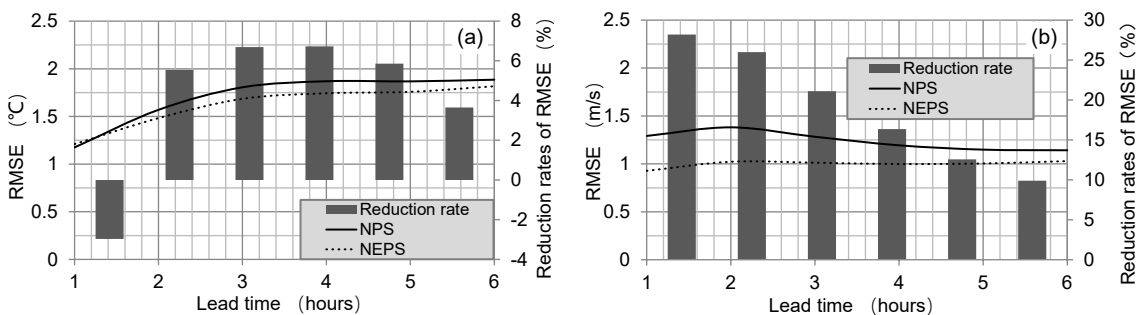 (a)
RMSE (℃)
2.5
2
1.5
1
0.5
0
8
6
4
2
0
-2
-4
Reduction rates of RMSE (%)
Reduction rate
NPS
NEPS
1 2 3 4 5 6
Lead time (hours)
(b)
RMSE (m/s)
2.5
2
1.5
1
0.5
0
30
25
20
15
10
5
0
Reduction rates of RMSE (%)
Reduction rate
NPS
NEPS
1 2 3 4 5 6
Lead time (hours)